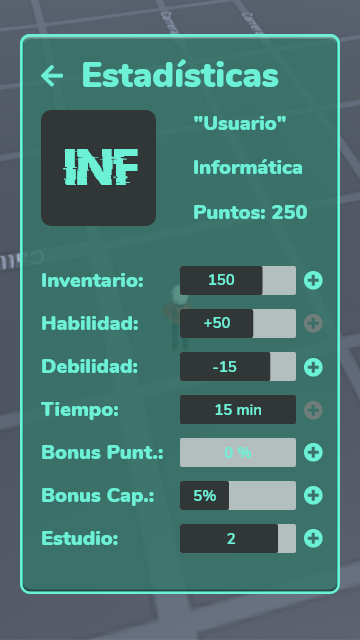 Estadísticas
INF
"Usuario"
Informática
Puntos: 250
Inventario: 150
Habilidad: +50
Debilidad: -15
Tiempo: 15 min
Bonus Punt.: 0 %
Bonus Cap.: 5%
Estudio: 2